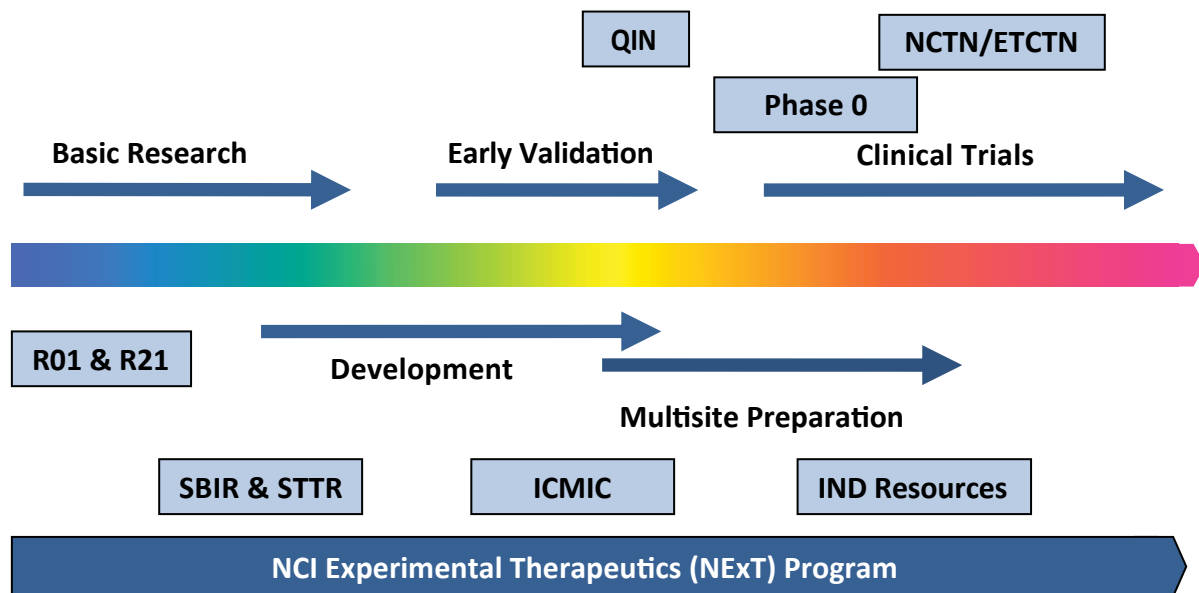 QIN
NCTN/ETCTN
Phase 0
Basic Research
Early Validation
Clinical Trials
R01 & R21
Development
Multisite Preparation
SBIR & STTR
ICMIC
IND Resources
NCI Experimental Therapeutics (NExT) Program